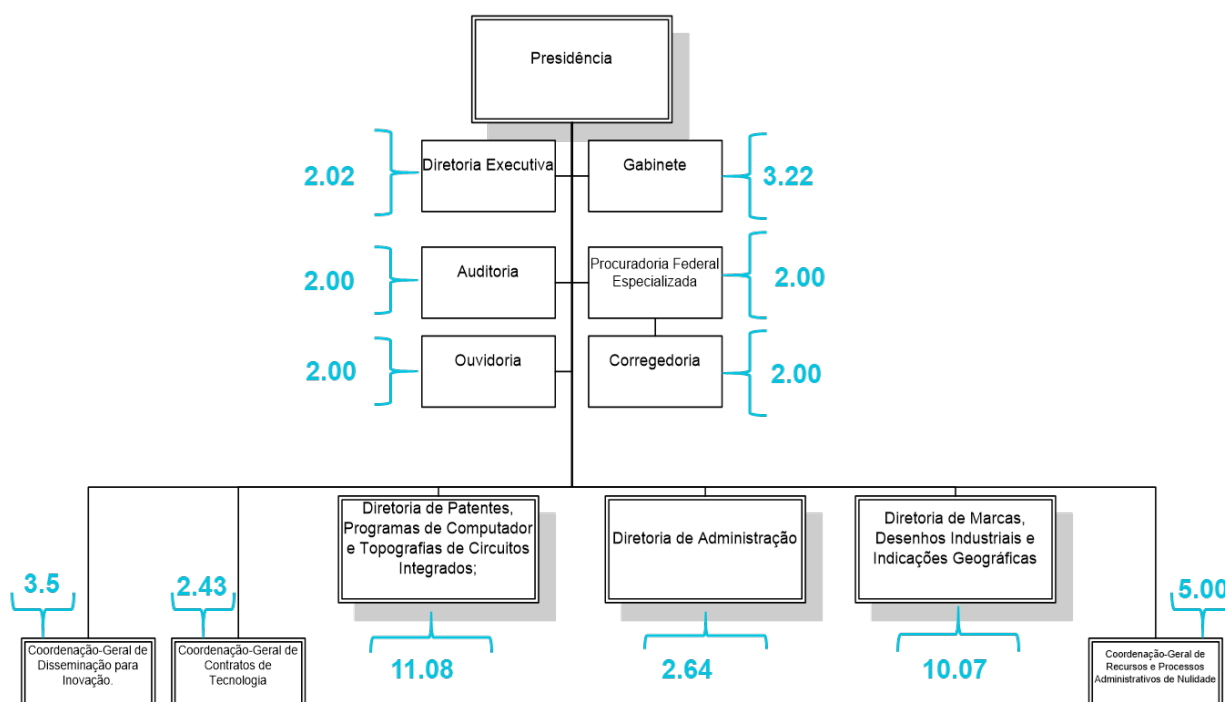 Presidência
2.02
Diretoria Executiva
Gabinete
3.22
2.00
Auditoria
Procuradoria Federal
Especializada
2.00
2.00
Ouvidoria
Corregedoria
2.00
Diretoria de Patentes,
Programas de Computador
e Topografias de Circuitos
Integrados;
Diretoria de Administração
Diretoria de Marcas,
Desenhos Industriais e
Indicações Geográficas
3.5
2.43
5.00
Coordenação-Geral de
Disseminação para
Inovação.
Coordenação-Geral de
Contratos de
Tecnologia
11.08
2.64
10.07
Coordenação-Geral de
Recursos e Processos
Administrativos de Nulidade